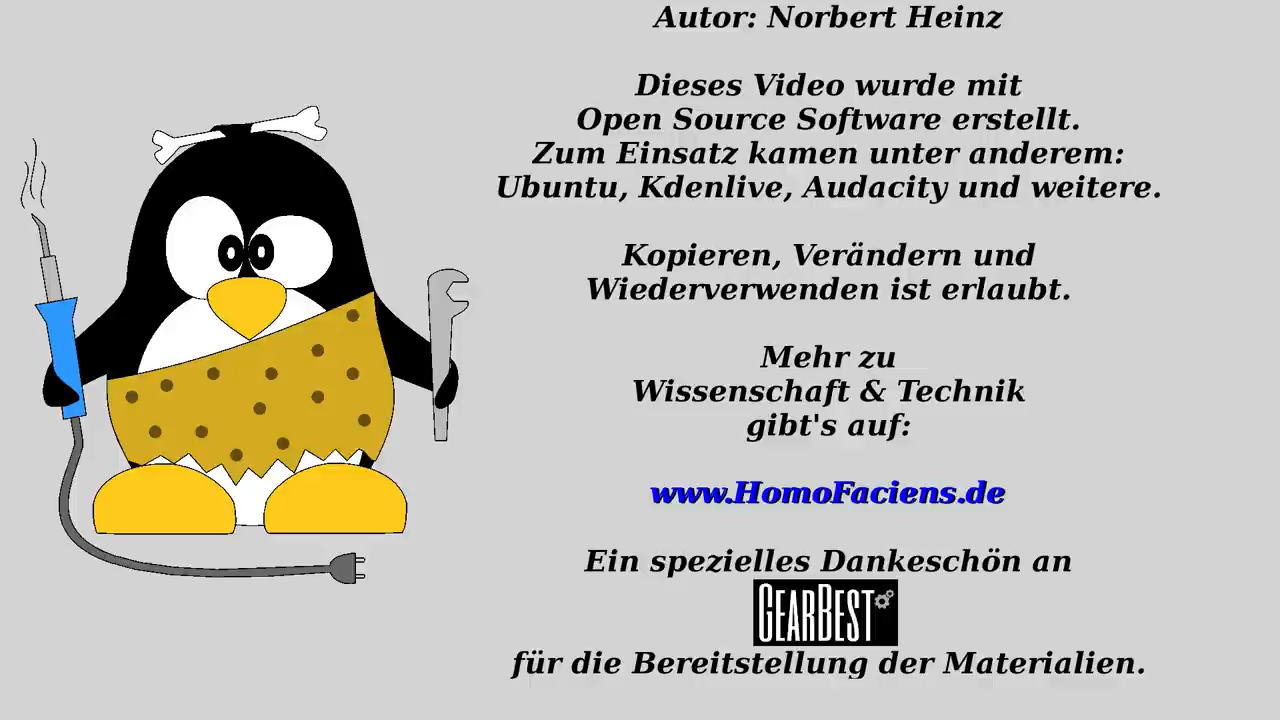 Autor: Norbert Heinz
Dieses Video wurde mit
Open Source Software erstellt.
Zum Einsatz kamen unter anderem:
Ubuntu, Kdenlive, Audacity und weitere.
Kopieren, Verändern und
Wiederverwenden ist erlaubt.
Mehr zu
Wissenschaft & Technik
gibt's auf:
www.HomoFaciens.de
Ein spezielles Dankeschön an
GEARBEST
für die Bereitstellung der Materialien.